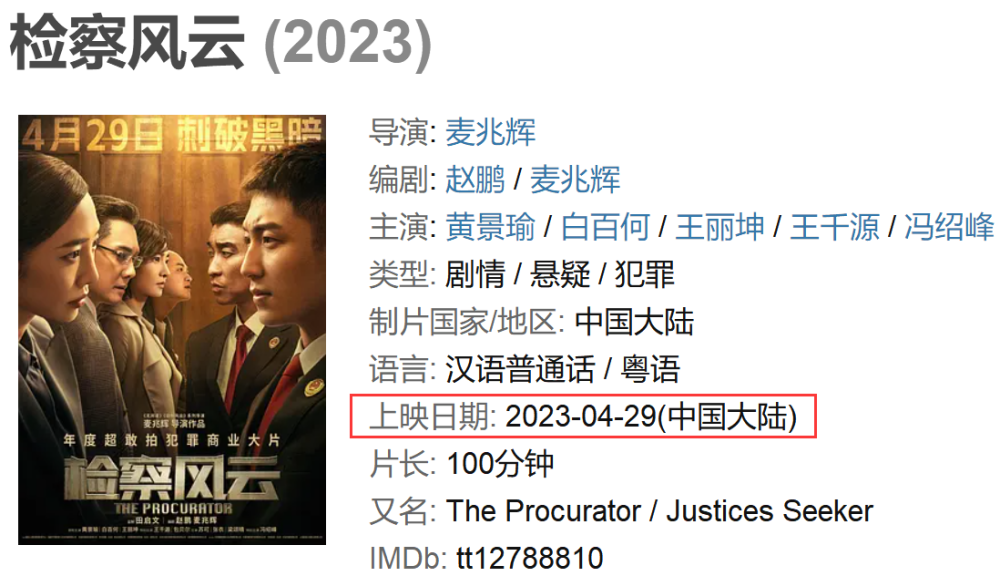 检察风云 (2023)
4月29日 刺破黑暗
麦兆辉 导演作品
年度超敢拍犯罪商业大片
检察风云
THE PROCURATOR
导演: 麦兆辉
编剧: 赵鹏 / 麦兆辉
主演: 黄景瑜 / 白百何 / 王丽坤 / 王千源 / 冯绍峰
类型: 剧情 / 悬疑 / 犯罪
制片国家/地区: 中国大陆
语言: 汉语普通话 / 粤语
上映日期: 2023-04-29(中国大陆)
片长: 100分钟
又名: The Procurator / Justices Seeker
IMDb: tt12788810